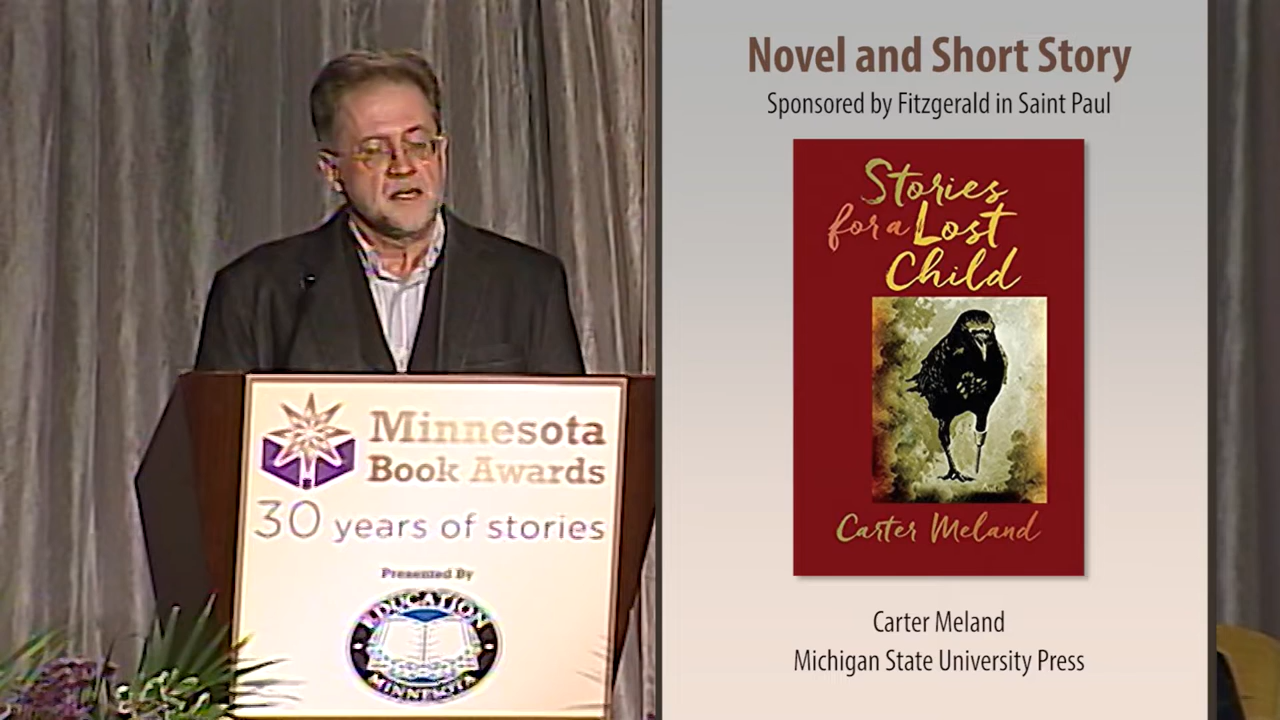 Minnesota
Book Awards
30 years of stories
Presented By
EDUCATION
MINNESOTA
Novel and Short Story
Sponsored by Fitzgerald in Saint Paul
Stories
for a Lost
Child
Carter Meland
Carter Meland
Michigan State University Press